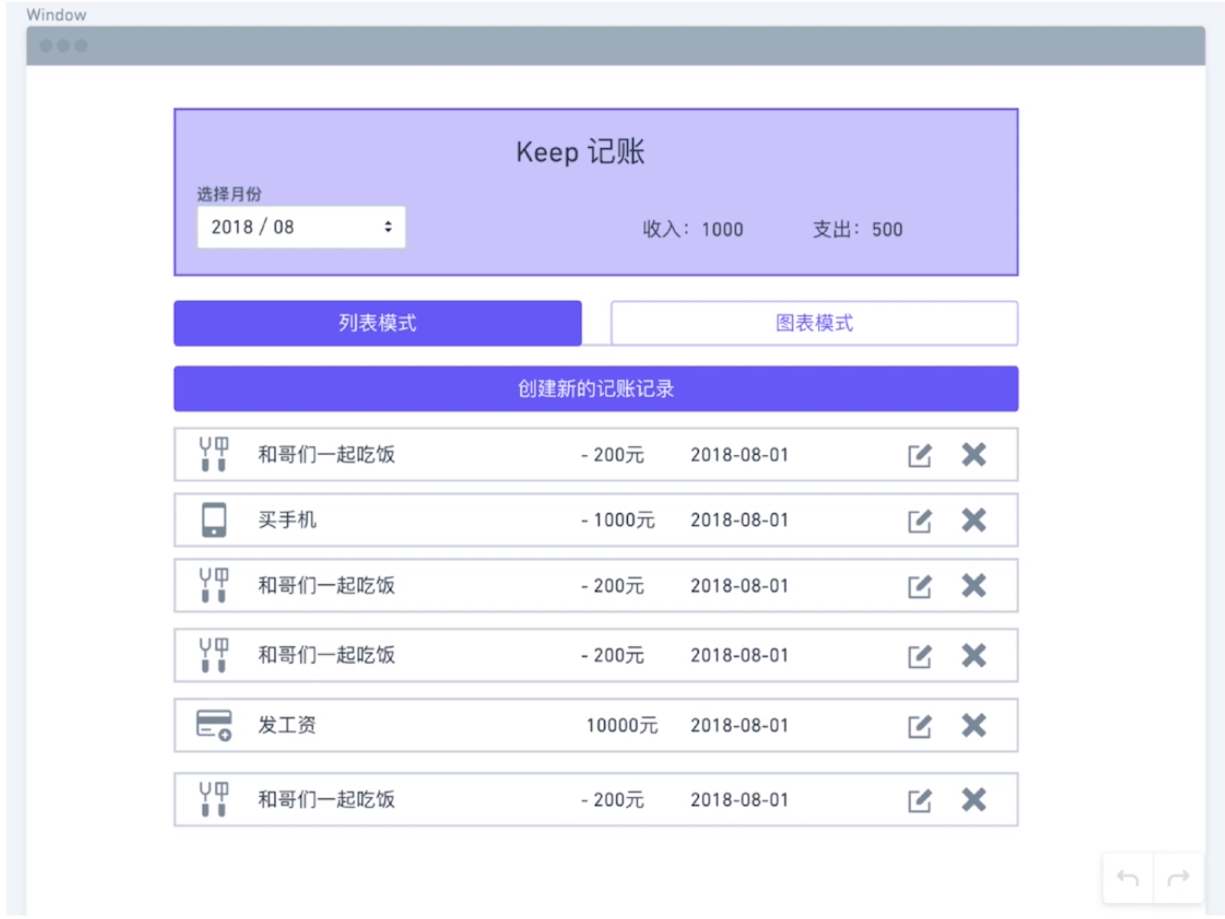 Window
Keep 记账
选择月份
2018 / 08
收入：1000
支出：500
列表模式
图表模式
创建新的记账记录
和哥们一起吃饭 - 200元 2018-08-01
买手机 - 1000元 2018-08-01
和哥们一起吃饭 - 200元 2018-08-01
和哥们一起吃饭 - 200元 2018-08-01
发工资 10000元 2018-08-01
和哥们一起吃饭 - 200元 2018-08-01